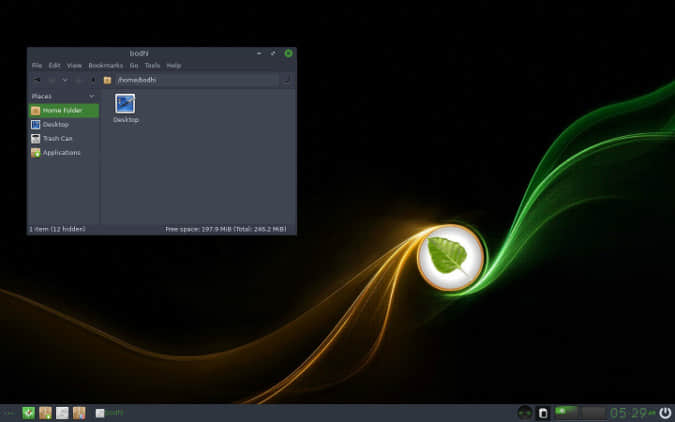 bodhi
File Edit View Bookmarks Go Tools Help
/home/bodhi
Places
Home Folder
Desktop
Trash Can
Applications
Desktop
1 item (12 hidden)
Free space: 197.9 MiB (Total: 246.2 MiB)
bodhi
05:29 AM